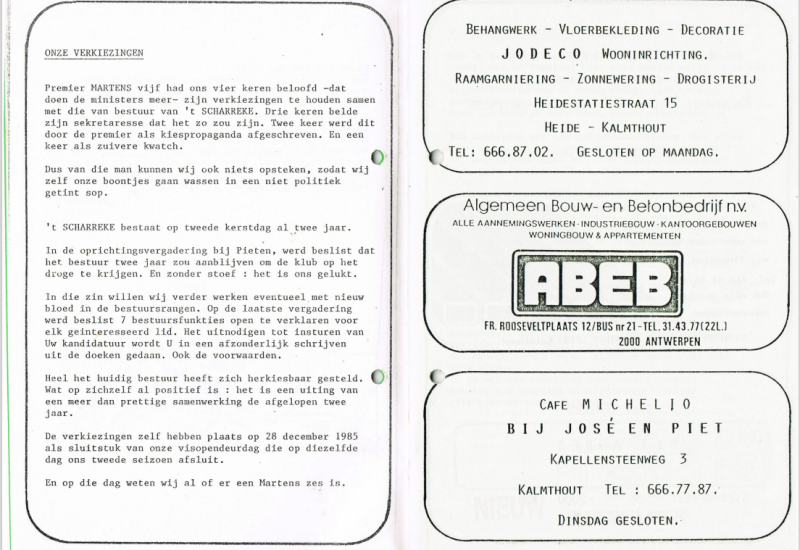 ONZE VERKIEZINGEN
Premier MARTENS vijf had ons vier keren beloofd -dat
doen de ministers meer- zijn verkiezingen te houden samen
met die van bestuur van 't SCHARREKE. Drie keren belde
zijn sekretaresse dat het zo zou zijn. Twee keer werd dit
door de premier als kiespropaganda afgeschreven. En een
keer als zuivere kwatch.
Dus van die man kunnen wij ook niets opsteken, zodat wij
zelf onze boontjes gaan wassen in een niet politiek
getint sop.
't SCHARREKE bestaat op tweede kerstdag al twee jaar.
In de oprichtingsvergadering bij Pieten, werd beslist dat
het bestuur twee jaar zou aanblijven om de klub op het
droge te krijgen. En zonder stoef : het is ons gelukt.
In die zin willen wij verder werken eventueel met nieuw
bloed in de bestuursrangen. Op de laatste vergadering
werd beslist 7 bestuursfunkties open te verklaren voor
elk geinteresseerd lid. Het uitnodigen tot insturen van
Uw kandidatuur wordt U in een afzonderlijk schrijven
uit de doeken gedaan. Ook de voorwaarden.
Heel het huidig bestuur heeft zich herkiesbaar gesteld.
Wat op zichzelf al positief is : het is een uiting van
een meer dan prettige samenwerking de afgelopen twee
jaar.
De verkiezingen zelf hebben plaats op 28 december 1985
als sluitstuk van onze visopendeurdag die op diezelfde
dag ons tweede seizoen afsluit.
En op die dag weten wij al of er een Martens zes is.
BEHANGWERK - VLOERBEKLEDING - DECORATIE
JODECO WOONINRICHTING.
RAAMGARNIERING - ZONNEWERING - DROGISTERIJ
HEIDESTATIESTRAAT 15
HEIDE - KALMTHOUT
TEL: 666.87.02. GESLOTEN OP MAANDAG.
Algemeen Bouw- en Betonbedrijf n.v.
ALLE AANNEMINGSWERKEN - INDUSTRIEBOUW - KANTOORGEBOUWEN
WONINGBOUW & APPARTEMENTEN
ABEB
FR. ROOSEVELTPLAATS 12/BUS nr 21 - TEL. 31.43.77 (22L.)
2000 ANTWERPEN
CAFE MICHELJO
BIJ JOSÉ EN PIET
KAPELLENSTEENWEG 3
KALMTHOUT TEL : 666.77.87.
DINSDAG GESLOTEN.